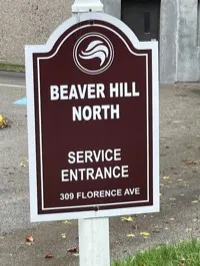 BEAVER HILL
NORTH
SERVICE
ENTRANCE
309 FLORENCE AVE